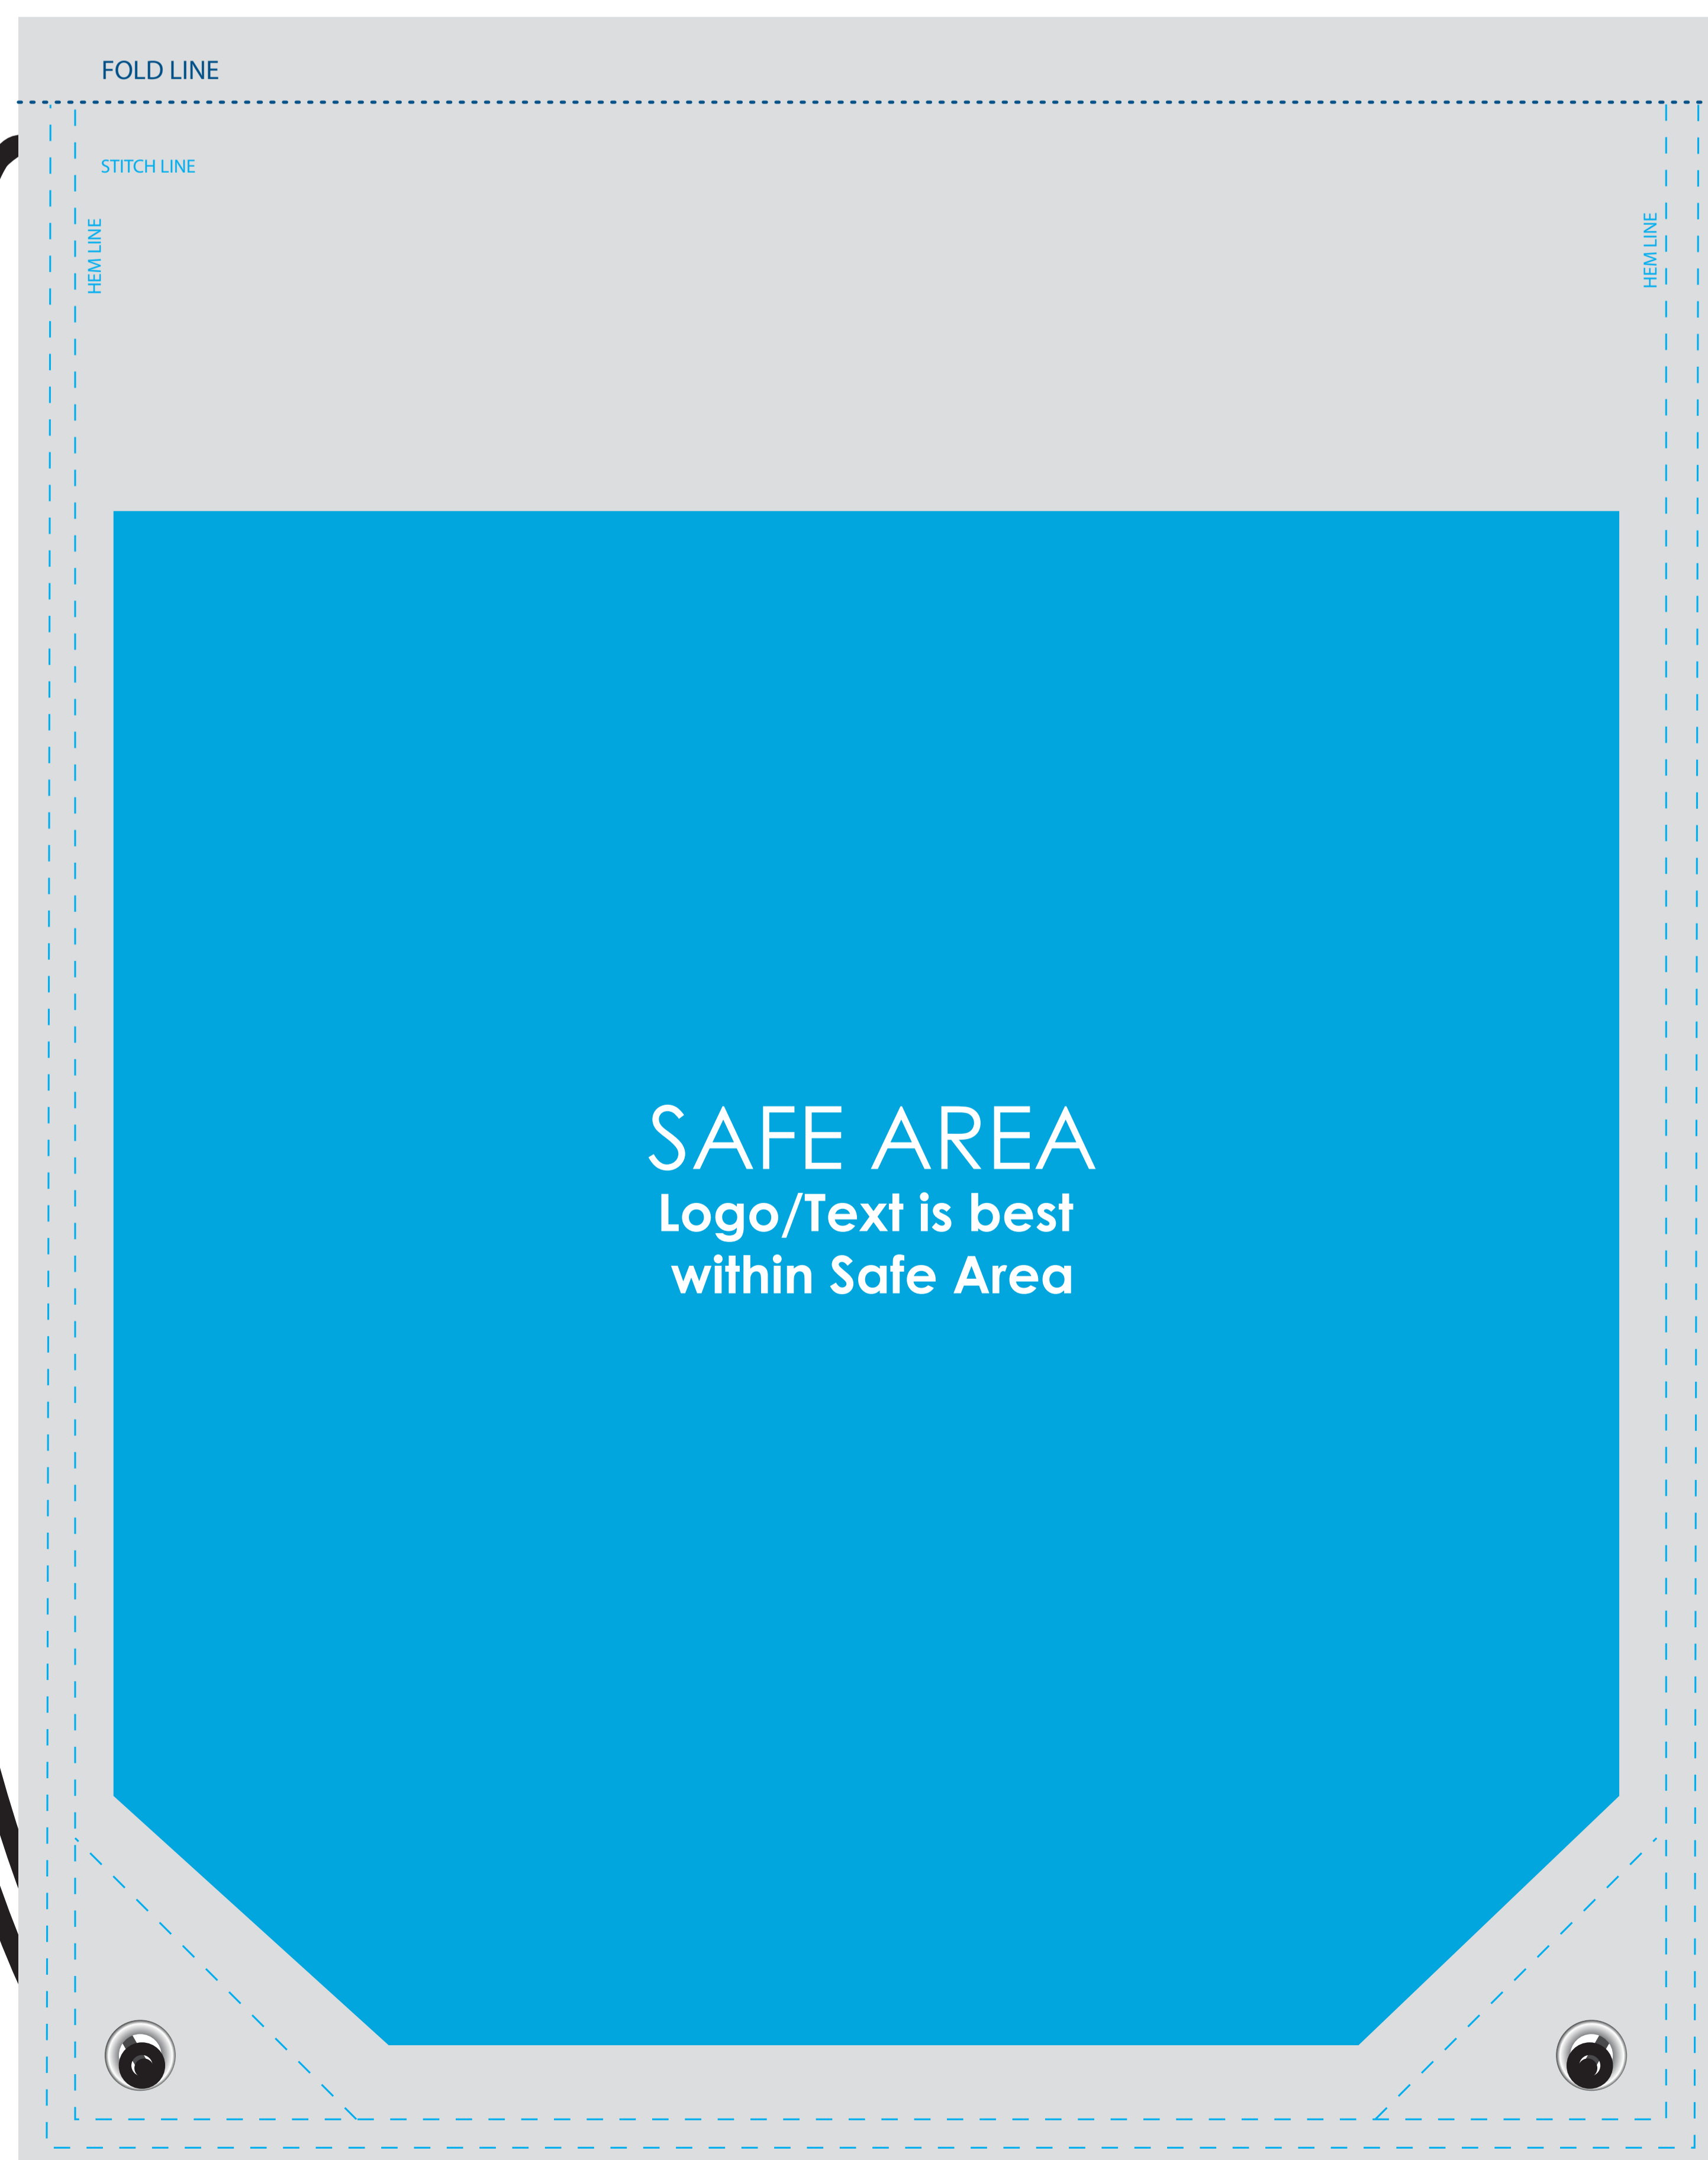 FOLD LINE
STITCH LINE
HEM LINE
HEM LINE
SAFE AREA
Logo/Text is best
within Safe Area